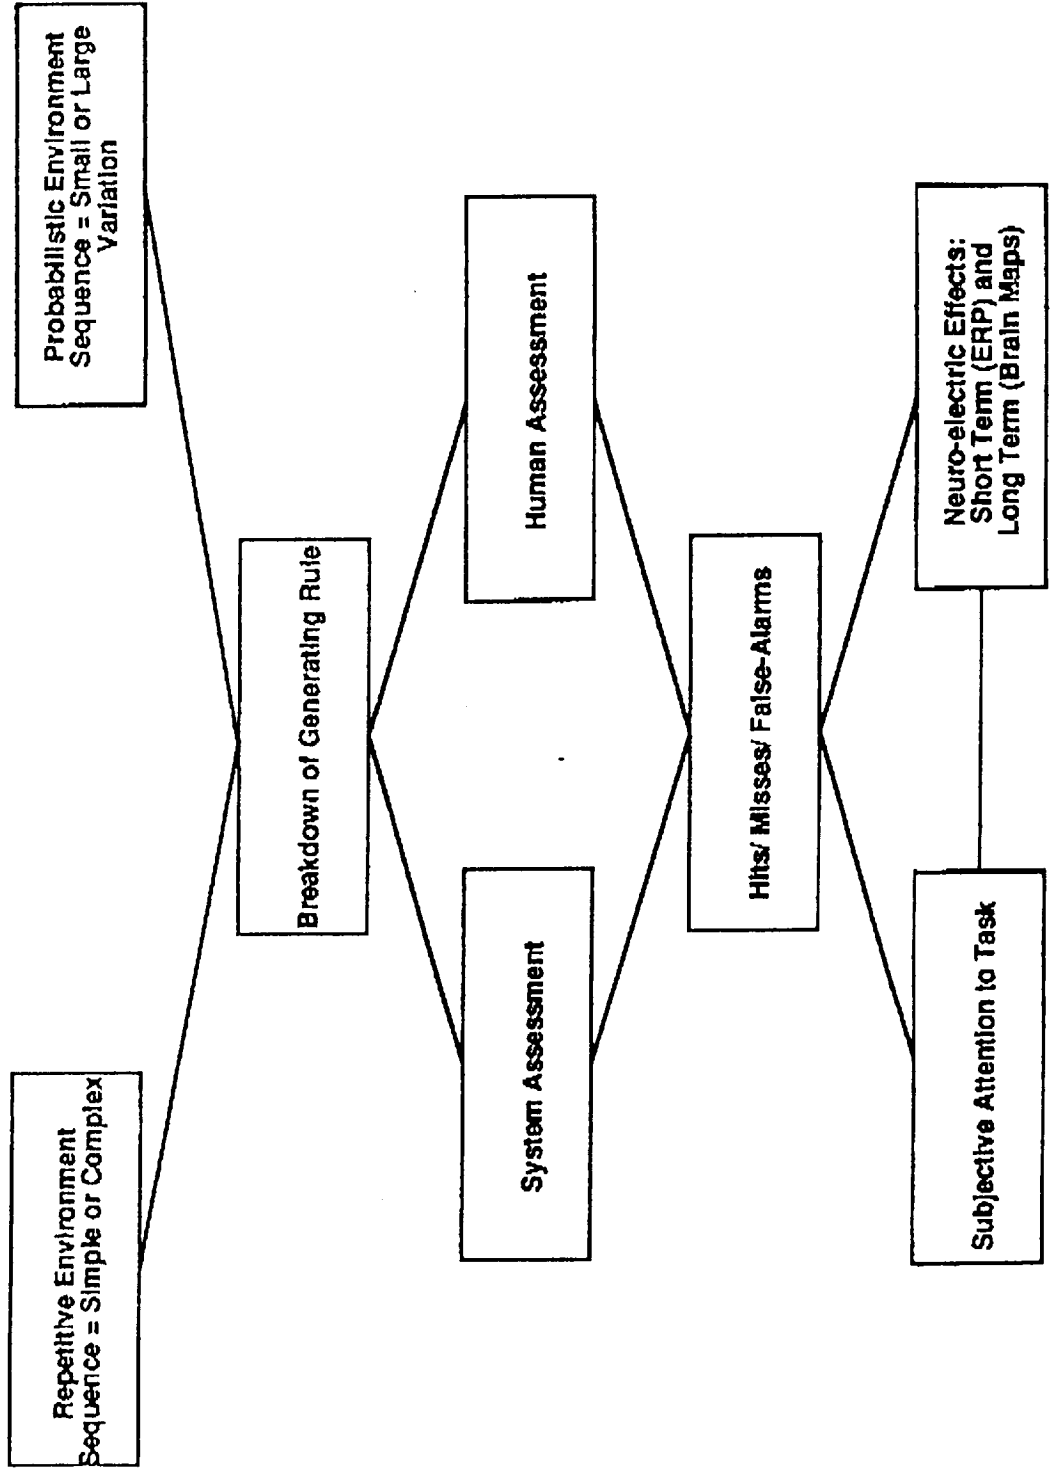 Repetitive Environment
Sequence = Simple or Complex
Probabilistic Environment
Sequence = Small or Large
Variation
Breakdown of Generating Rule
System Assessment
Human Assessment
Hits/ Misses/ False-Alarms
Subjective Attention to Task
Neuro-electric Effects:
Short Term (ERP) and
Long Term (Brain Maps)